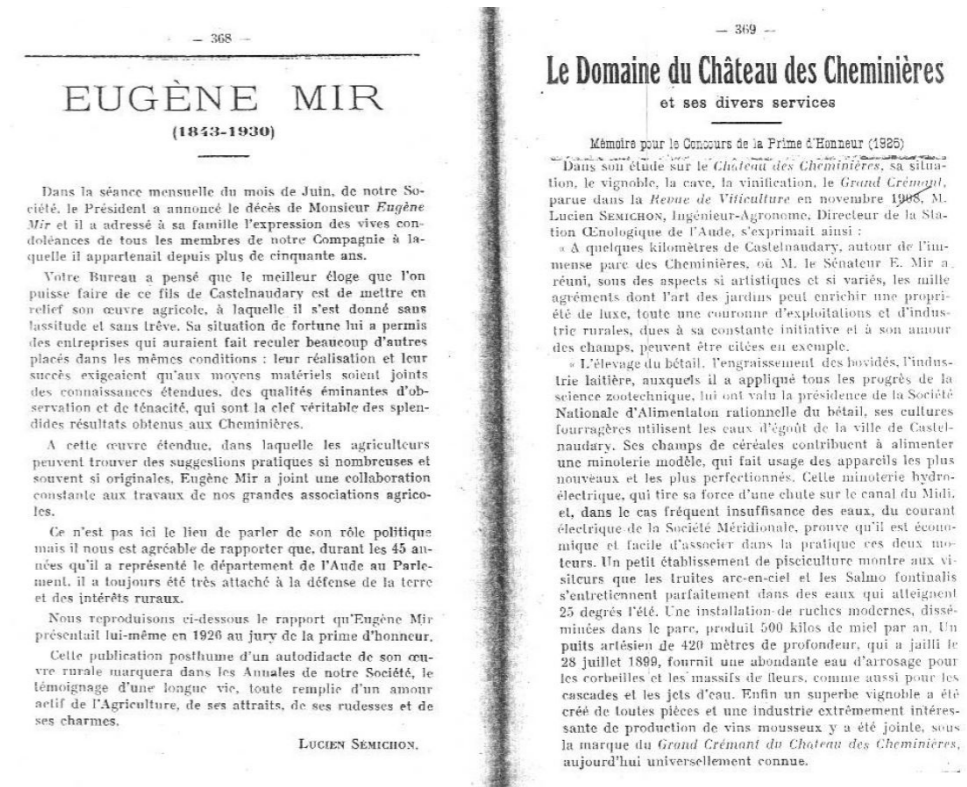 — 368 —
EUGÈNE MIR
(1843-1930)
Dans la séance mensuelle du mois de Juin, de notre So-
ciété, le Président a annoncé le décès de Monsieur Eugène
Mir et il a adressé à sa famille l'expression des vives con-
doléances de tous les membres de notre Compagnie à la-
quelle il appartenait depuis plus de cinquante ans.
Votre Bureau a pensé que le meilleur éloge que l'on
puisse faire de ce fils de Castelnaudary est de mettre en
relief son œuvre agricole, à laquelle il s'est donné sans
lassitude et sans trêve. Sa situation de fortune lui a permis
des entreprises qui auraient fait reculer beaucoup d'autres
placés dans les mêmes conditions : leur réalisation et leur
succès exigeaient qu'aux moyens matériels soient joints
des connaissances étendues, des qualités éminantes d'ob-
servation et de ténacité, qui sont la clef véritable des splen-
dides résultats obtenus aux Cheminières.
A cette œuvre étendue, dans laquelle les agriculteurs
peuvent trouver des suggestions pratiques si nombreuses et
souvent si originales, Eugène Mir a joint une collaboration
constante aux travaux de nos grandes associations agrico-
les.
Ce n'est pas ici le lieu de parler de son rôle politique
mais il nous est agréable de rapporter que, durant les 45 an-
nées qu'il a représenté le département de l'Aude au Parle-
ment, il a toujours été très attaché à la défense de la terre
et des intérêts ruraux.
Nous reproduisons ci-dessous le rapport qu'Eugène Mir
présentait lui-même en 1926 au jury de la prime d'honneur.
Cette publication posthume d'un autodidacte de son œu-
vre rurale marquera dans les Annales de notre Société, le
témoignage d'une longue vie, toute remplie d'un amour
actif de l'Agriculture, de ses attraits, de ses rudesses et de
ses charmes.
LUCIEN SÉMICHON.
— 369 —
Le Domaine du Château des Cheminières
et ses divers services
Mémoire pour le Concours de la Prime d'Honneur (1925)
Dans son étude sur le Château des Cheminières, sa situa-
tion, le vignoble, la cave, la vinification, le Grand Crémant,
parue dans la Revue de Viticulture en novembre 1908, M.
Lucien SEMICHON, Ingénieur-Agronome, Directeur de la Sta-
tion Œnologique de l'Aude, s'exprimait ainsi :
« A quelques kilomètres de Castelnaudary, autour de l'im-
mense parc des Cheminières, où M. le Sénateur E. Mir a
réuni, sous des aspects si artistiques et si variés, les mille
agréments dont l'art des jardins peut enrichir une propri-
été de luxe, toute une couronne d'exploitations et d'indus-
trie rurales, dues à sa constante initiative et à son amour
des champs, peuvent être citées en exemple.
» L'élevage du bétail, l'engraissement des bovidés, l'indus-
trie laitière, auxquels il a appliqué tous les progrès de la
science zootechnique, lui ont valu la présidence de la Société
Nationale d'Alimentaton rationnelle du bétail, ses cultures
fourragères utilisent les eaux d'égoût de la ville de Castel-
naudary. Ses champs de céréales contribuent à alimenter
une minoterie modèle, qui fait usage des appareils les plus
nouveaux et les plus perfectionnés. Cette minoterie hydro-
électrique, qui tire sa force d'une chute sur le canal du Midi,
et, dans le cas fréquent insuffisance des eaux, du courant
électrique de la Société Méridionale, prouve qu'il est écono-
mique et facile d'associer dans la pratique ces deux mo-
teurs. Un petit établissement de pisciculture montre aux vi-
siteurs que les truites arc-en-ciel et les Salmo fontinalis
s'entretiennent parfaitement dans des eaux qui atteignent
25 degrés l'été. Une installation de ruches modernes, dissé-
minées dans le parc, produit 500 kilos de miel par an. Un
puits artésien de 420 mètres de profondeur, qui a jailli le
28 juillet 1899, fournit une abondante eau d'arrosage pour
les corbeilles et les massifs de fleurs, comme aussi pour les
cascades et les jets d'eau. Enfin un superbe vignoble a été
créé de toutes pièces et une industrie extrêmement intéres-
sante de production de vins mousseux y a été jointe, sous
la marque du Grand Crémant du Chateau des Cheminières,
aujourd'hui universellement connue.